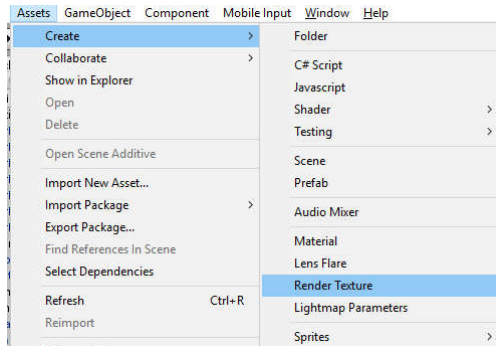 Assets GameObject Component Mobile Input Window Help
Create >
Collaborate >
Show in Explorer
Open
Delete
Open Scene Additive
Import New Asset...
Import Package >
Export Package...
Find References In Scene
Select Dependencies
Refresh Ctrl+R
Reimport
Folder
C# Script
Javascript
Shader >
Testing >
Scene
Prefab
Audio Mixer
Material
Lens Flare
Render Texture
Lightmap Parameters
Sprites >